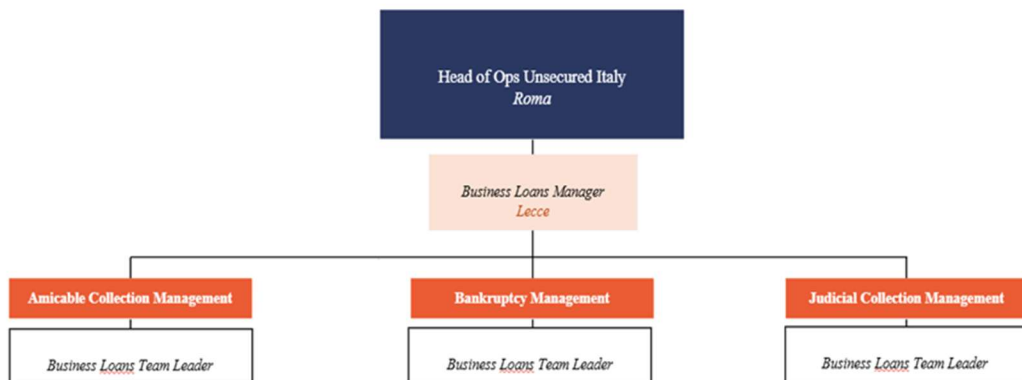 Head of Ops Unsecured Italy
Roma
Business Loans Manager
Lecce
Amicable Collection Management
Bankruptcy Management
Judicial Collection Management
Business Loans Team Leader
Business Loans Team Leader
Business Loans Team Leader